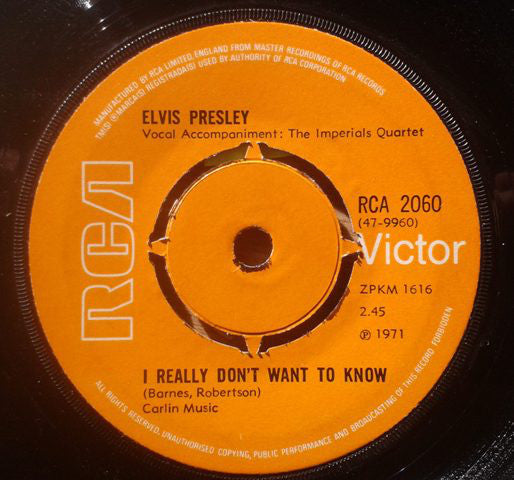 MANUFACTURED BY RCA LIMITED, ENGLAND FROM MASTER RECORDINGS OF RCA RECORDS
TM(S) ® MARCA(S) REGISTRADA(S) USED BY AUTHORITY OF RCA CORPORATION
ELVIS PRESLEY
Vocal Accompaniment: The Imperials Quartet
RCA
RCA 2060
(47-9960)
Victor
ZPKM 1616
2.45
℗ 1971
I REALLY DON'T WANT TO KNOW
(Barnes, Robertson)
Carlin Music
ALL RIGHTS RESERVED. UNAUTHORISED COPYING, PUBLIC PERFORMANCE AND BROADCASTING OF THIS RECORD FORBIDDEN